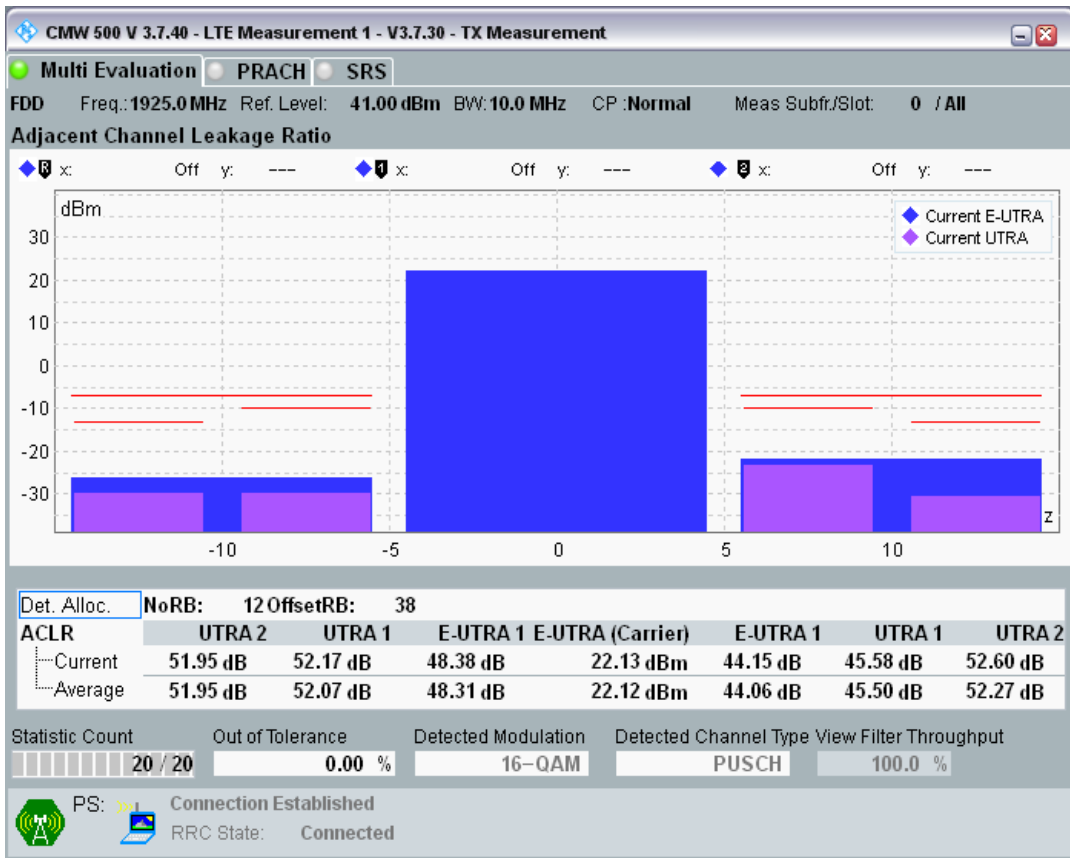 CMW 500 V 3.7.40 - LTE Measurement 1 - V3.7.30 - TX Measurement
Multi Evaluation PRACH SRS
FDD Freq.: 1925.0 MHz Ref. Level: 41.00 dBm BW: 10.0 MHz CP : Normal Meas Subfr./Slot: 0 / All
Adjacent Channel Leakage Ratio
R x: Off y: --- 1 x: Off y: --- 2 x: Off y: ---
dBm
Current E-UTRA
Current UTRA
30
20
10
0
-10
-20
-30
z
-10 -5 0 5 10
Det. Alloc. NoRB: 12 OffsetRB: 38
ACLR UTRA 2 UTRA 1 E-UTRA 1 E-UTRA (Carrier) E-UTRA 1 UTRA 1 UTRA 2
Current 51.95 dB 52.17 dB 48.38 dB 22.13 dBm 44.15 dB 45.58 dB 52.60 dB
Average 51.95 dB 52.07 dB 48.31 dB 22.12 dBm 44.06 dB 45.50 dB 52.27 dB
Statistic Count Out of Tolerance Detected Modulation Detected Channel Type View Filter Throughput
20 / 20 0.00 % 16-QAM PUSCH 100.0 %
PS: Connection Established
RRC State: Connected